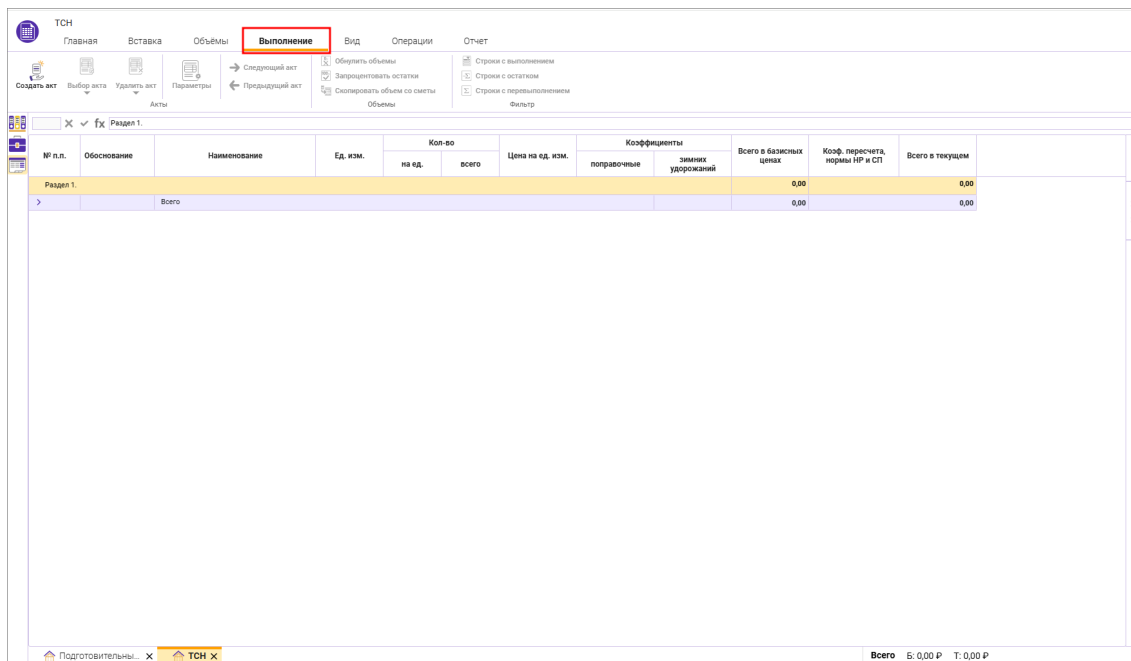 ТСН
Главная Вставка Объёмы Выполнение Вид Операции Отчет
Создать акт Выбор акта Удалить акт Параметры Следующий акт Предыдущий акт
Акты
Обнулить объемы
Запроцентовать остатки
Скопировать объем со сметы
Объемы
Строки с выполнением
Строки с остатком
Строки с перевыполнением
Фильтр
fx Раздел 1.
№ п.п. Обоснование Наименование Ед. изм. Кол-во Цена на ед. изм. Коэффициенты Всего в базисных ценах Коэф. пересчета, нормы НР и СП Всего в текущем
на ед. всего поправочные зимних удорожаний
Раздел 1. 0,00 0,00
Всего 0,00 0,00
Подготовительны... ТСН Всего Б: 0,00 ₽ Т: 0,00 ₽